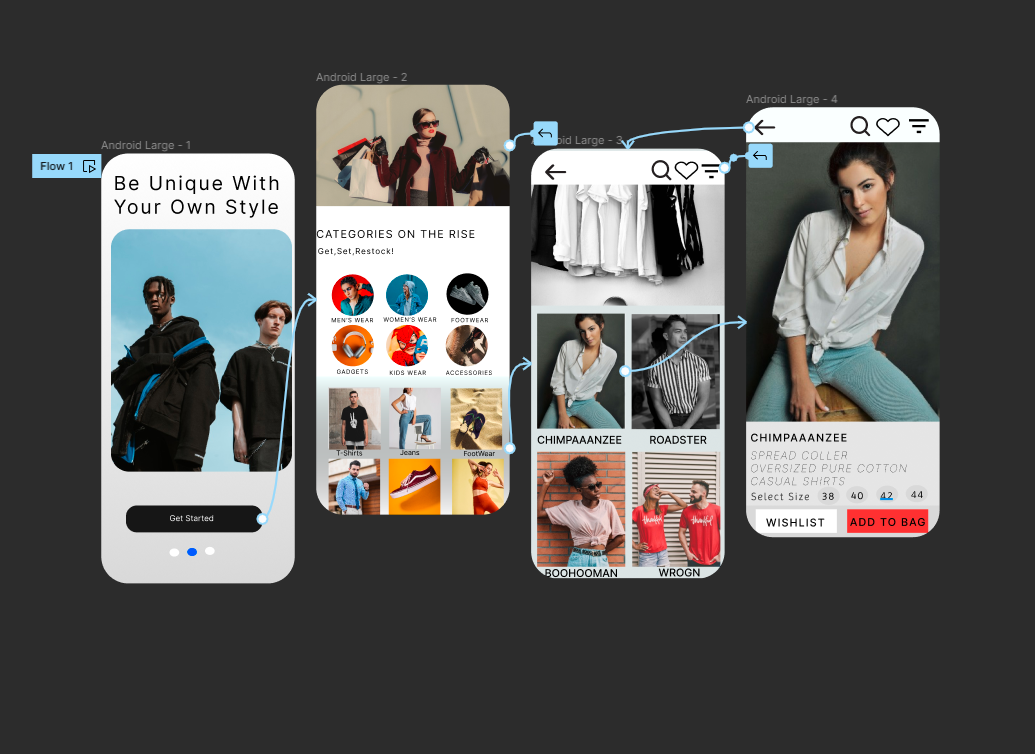 Android Large - 1
Flow 1
Be Unique With
Your Own Style
Get Started
Android Large - 2
CATEGORIES ON THE RISE
Get,Set,Restock!
MEN'S WEAR
WOMEN'S WEAR
FOOTWEAR
GADGETS
KIDS WEAR
ACCESSORIES
T-Shirts
Jeans
FootWear
oid Large - 3
CHIMPAAANZEE
ROADSTER
thankful
thankful
BOOHOOMAN
WROGN
Android Large - 4
CHIMPAAANZEE
SPREAD COLLER
OVERSIZED PURE COTTON
CASUAL SHIRTS
Select Size 38 40 42 44
WISHLIST
ADD TO BAG